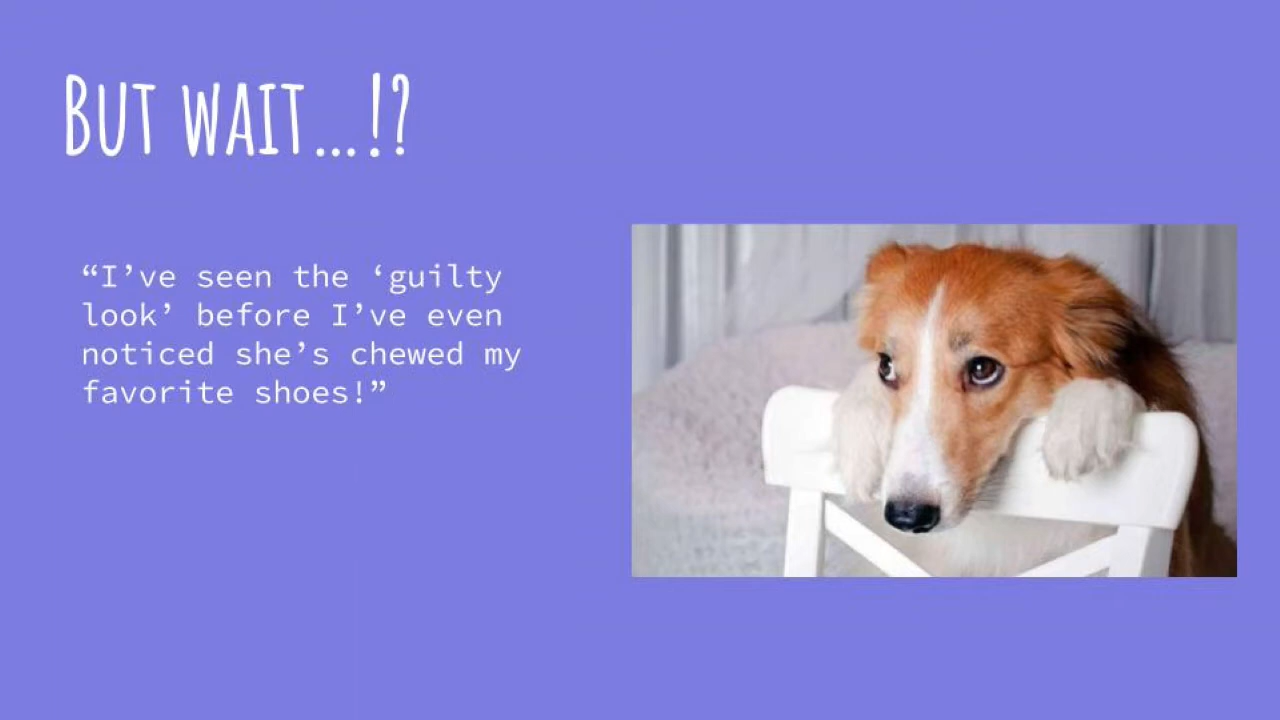 But wait...!?
“I’ve seen the ‘guilty
look’ before I’ve even
noticed she’s chewed my
favorite shoes!”